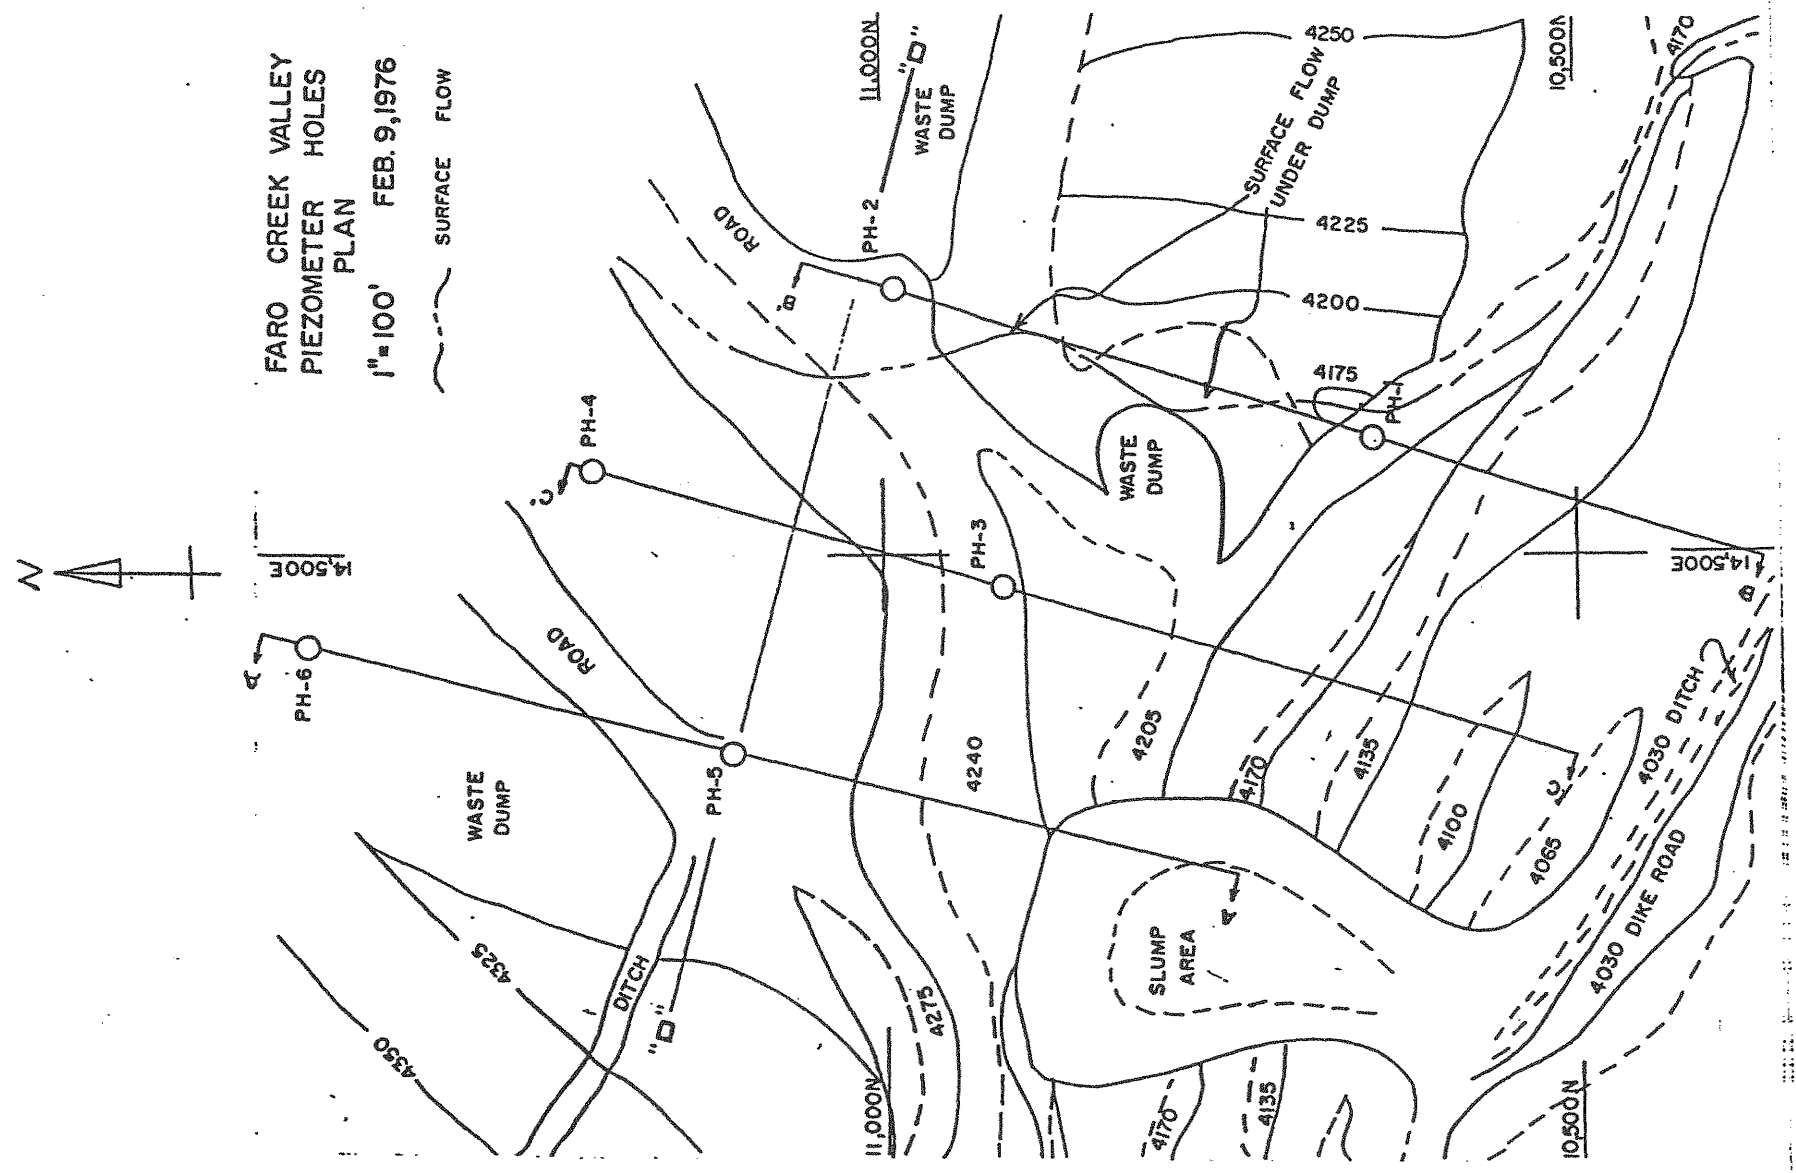 FARO CREEK VALLEY
PIEZOMETER HOLES
PLAN
1"=100' FEB. 9,1976
SURFACE FLOW
N
14,500E
11,000N
"D"
WASTE
DUMP
PH-2
ROAD
"B"
4250
SURFACE FLOW
UNDER DUMP
4225
4200
4175
PH-1
10,500N
4170
PH-4
"C"
PH-3
WASTE
DUMP
14,500E
B
PH-6
A
ROAD
PH-5
WASTE
DUMP
4240
4205
4170
4135
4100
4065
C
4030 DITCH
4030 DIKE ROAD
SLUMP
AREA
A
4325
4350
DITCH
"D"
4275
11,000N
4170
4135
10,500N